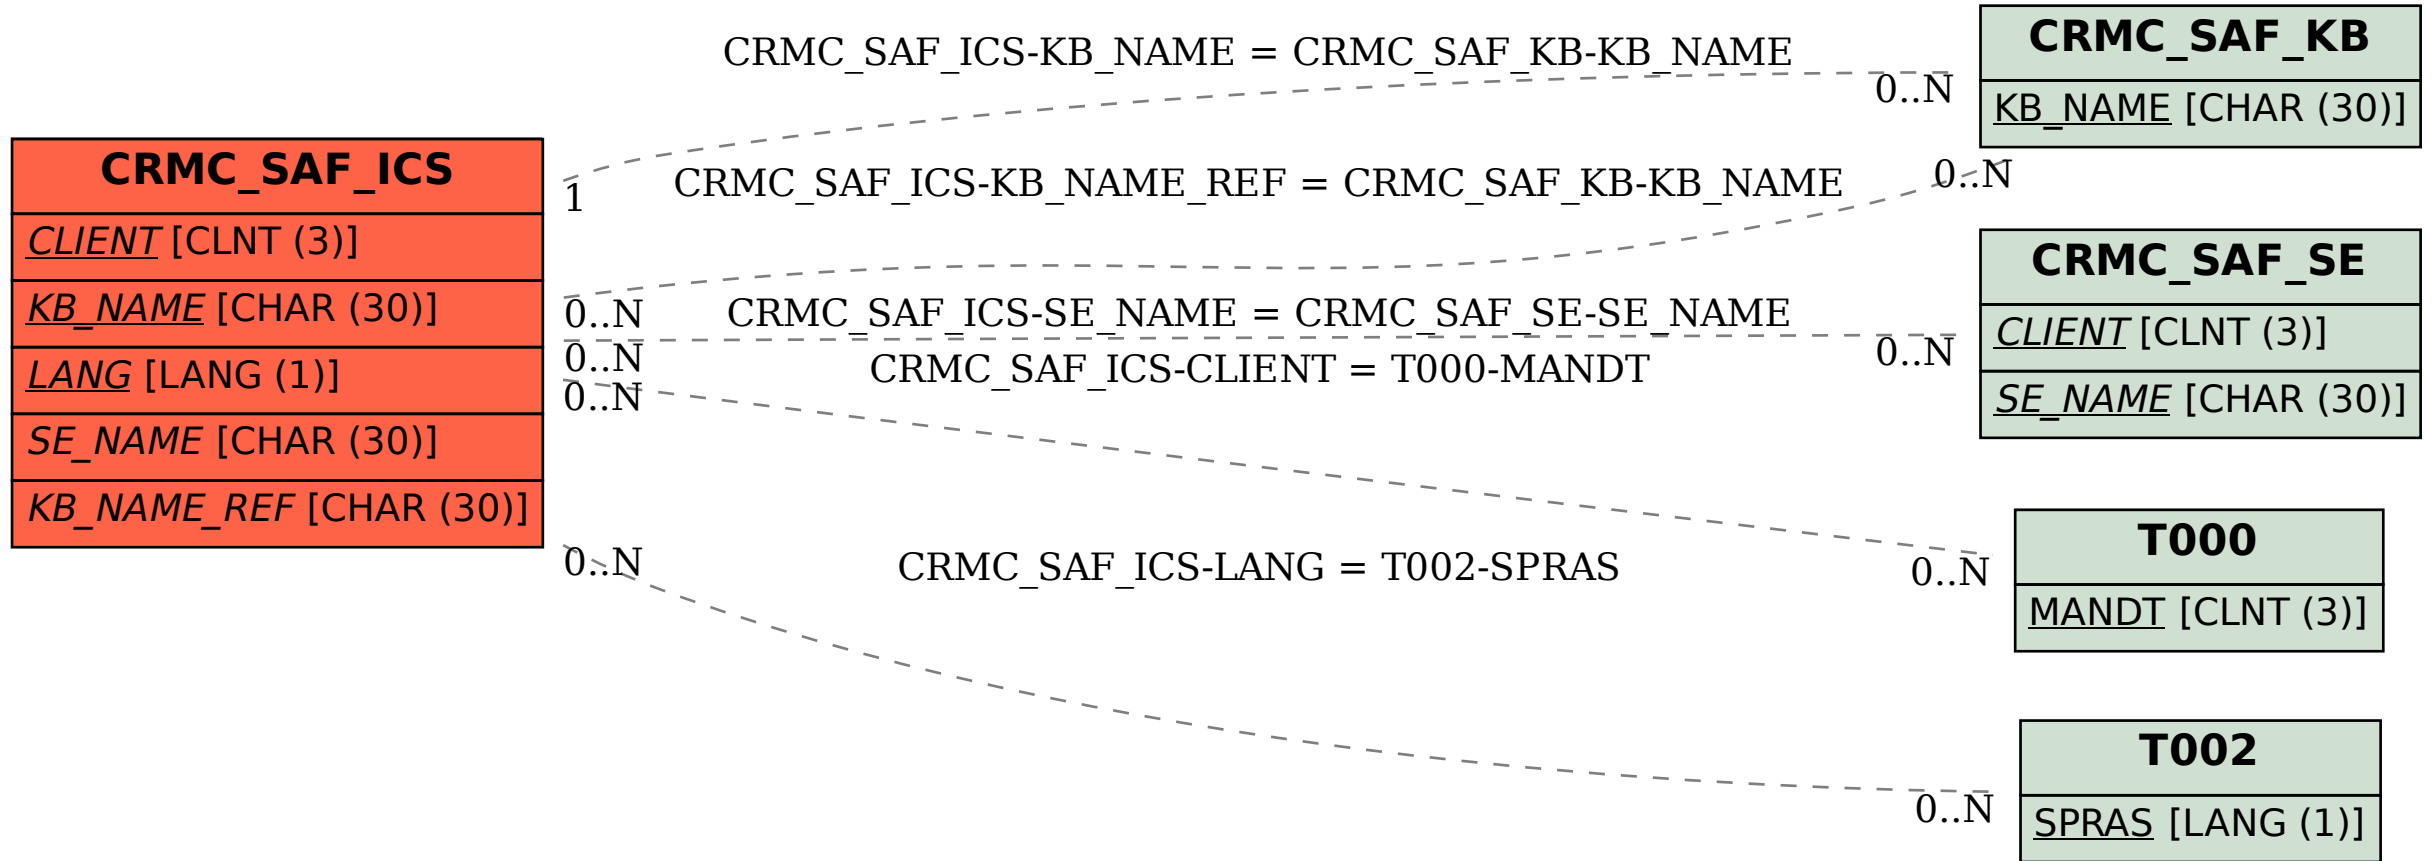 CRMC_SAF_ICS
CLIENT [CLNT (3)]
KB_NAME [CHAR (30)]
LANG [LANG (1)]
SE_NAME [CHAR (30)]
KB_NAME_REF [CHAR (30)]
CRMC_SAF_ICS-KB_NAME = CRMC_SAF_KB-KB_NAME
0..N
1
CRMC_SAF_ICS-KB_NAME_REF = CRMC_SAF_KB-KB_NAME
0..N
0..N
CRMC_SAF_ICS-SE_NAME = CRMC_SAF_SE-SE_NAME
0..N
0..N
CRMC_SAF_ICS-CLIENT = T000-MANDT
0..N
0..N
CRMC_SAF_ICS-LANG = T002-SPRAS
0..N
0..N
CRMC_SAF_KB
KB_NAME [CHAR (30)]
CRMC_SAF_SE
CLIENT [CLNT (3)]
SE_NAME [CHAR (30)]
T000
MANDT [CLNT (3)]
T002
SPRAS [LANG (1)]